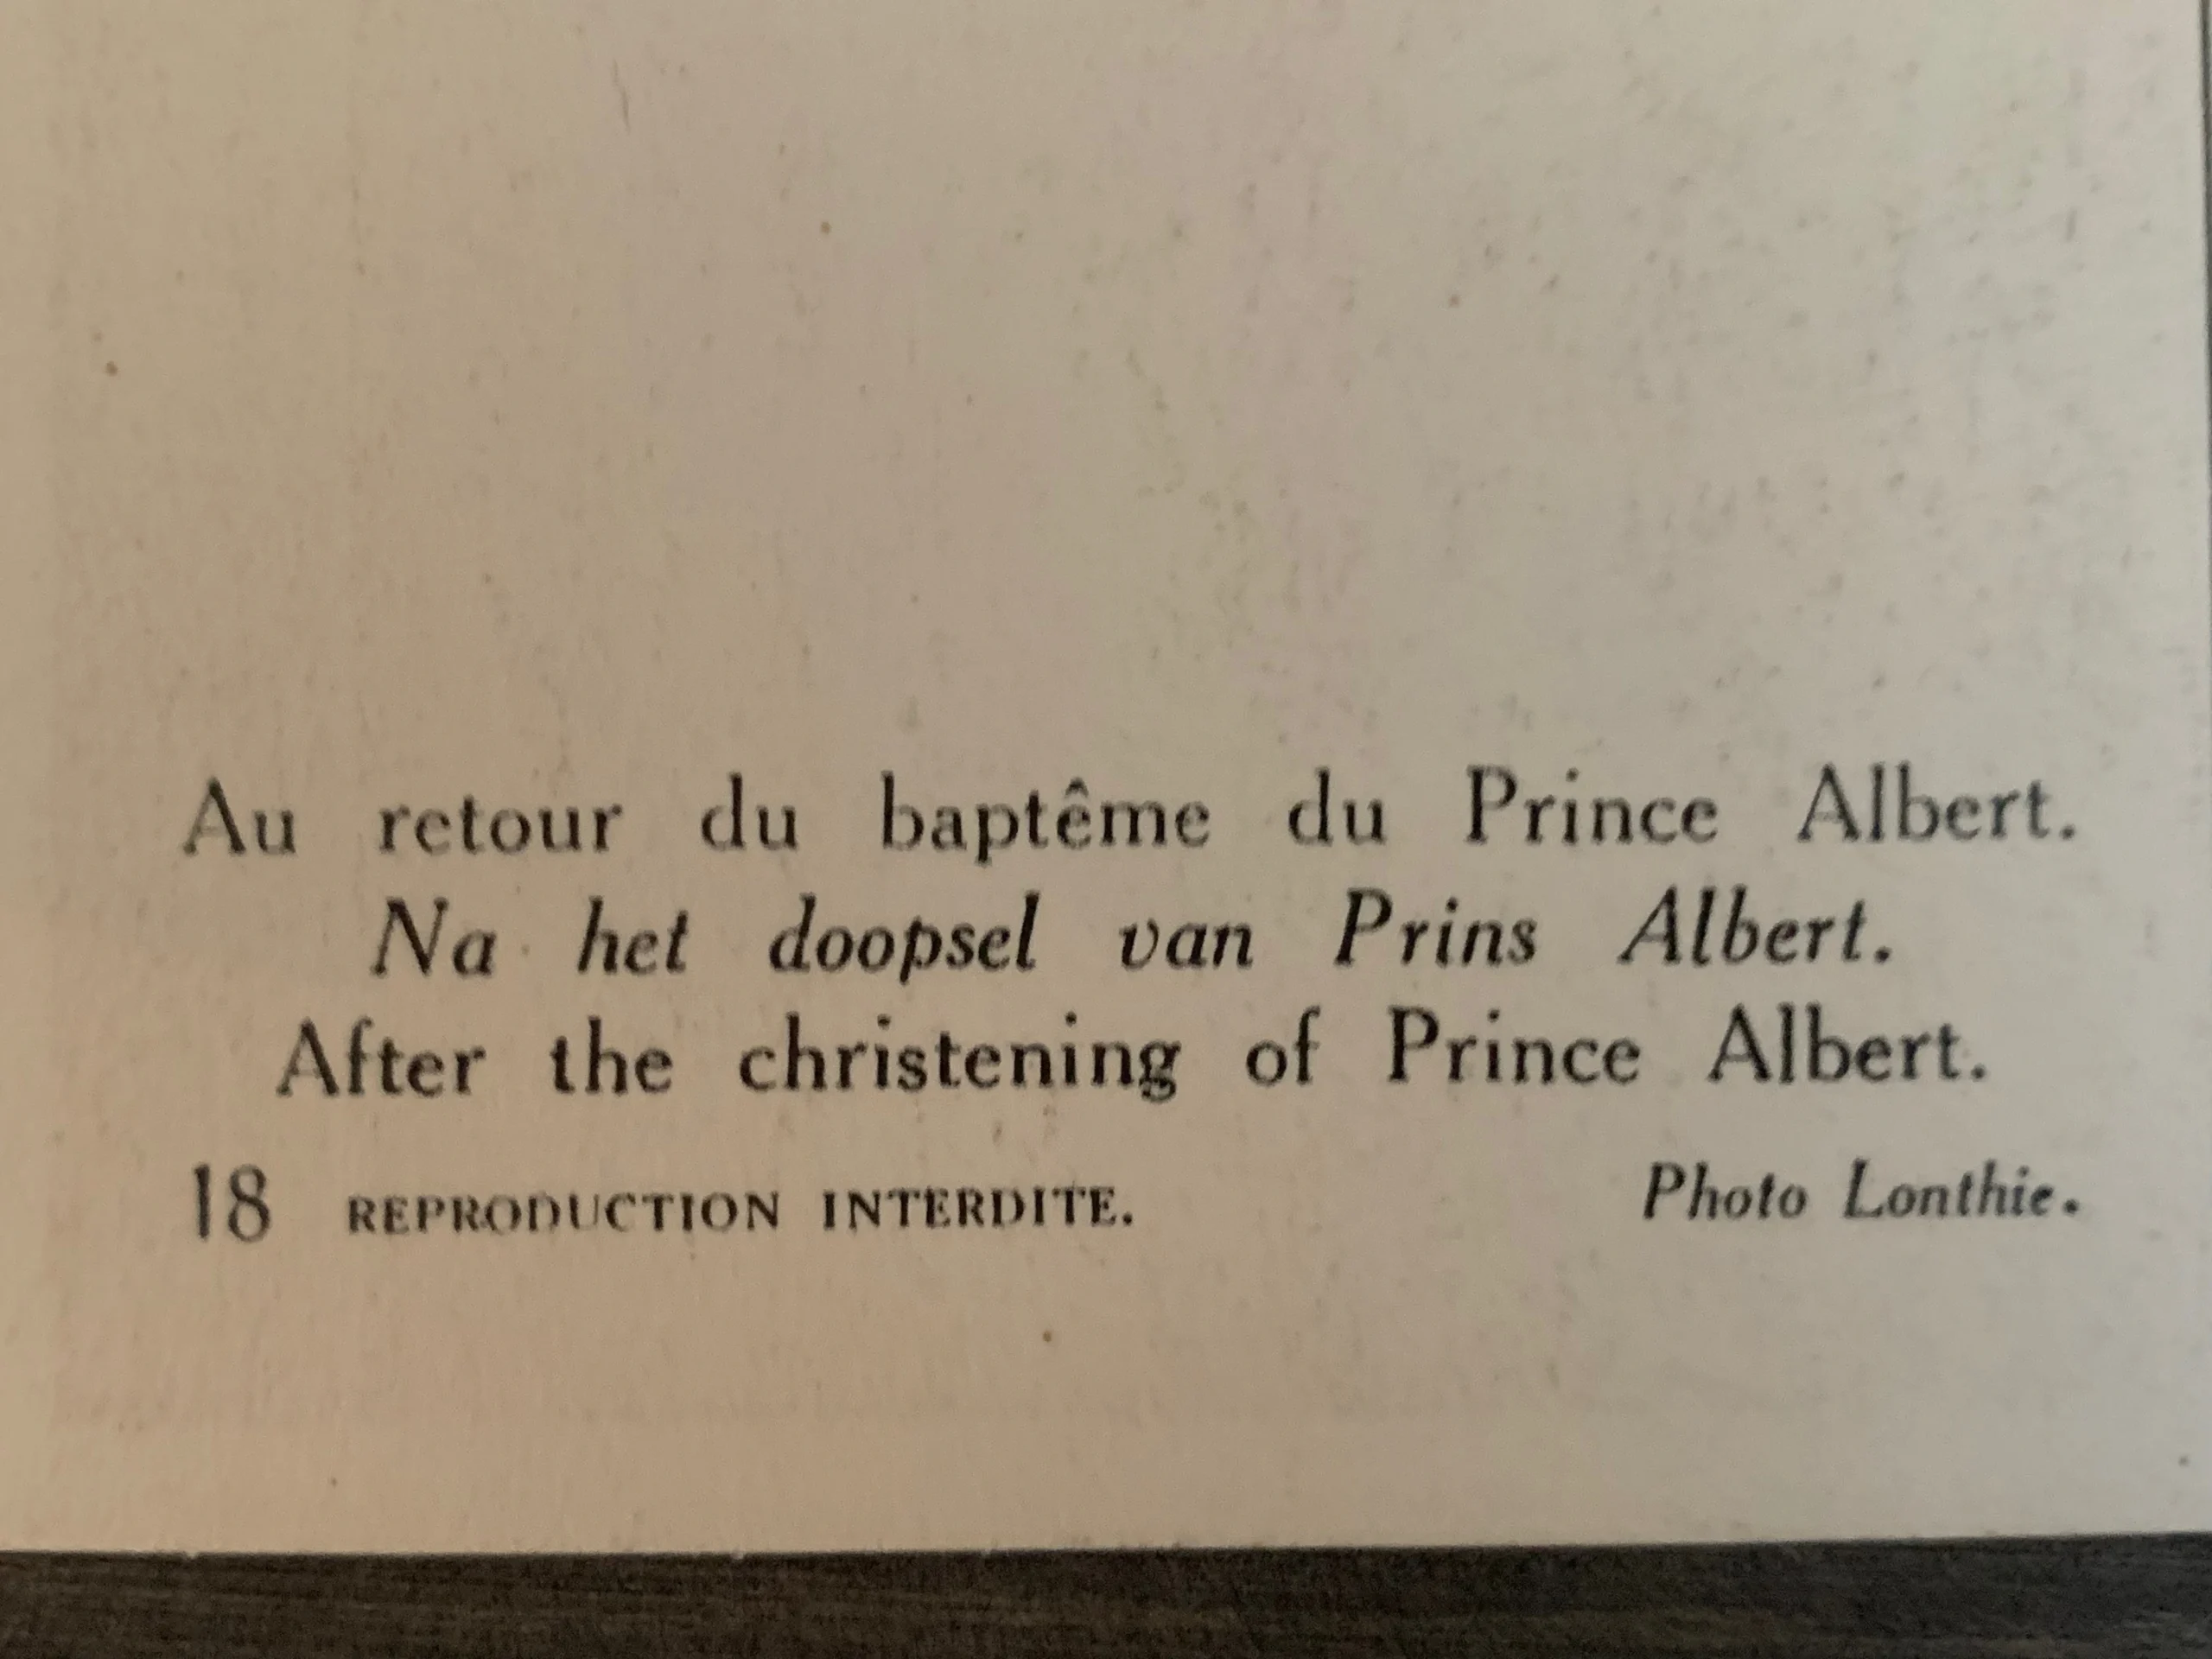 Au retour du baptême du Prince Albert.
Na het doopsel van Prins Albert.
After the christening of Prince Albert.
18 REPRODUCTION INTERDITE. Photo Lonthie.